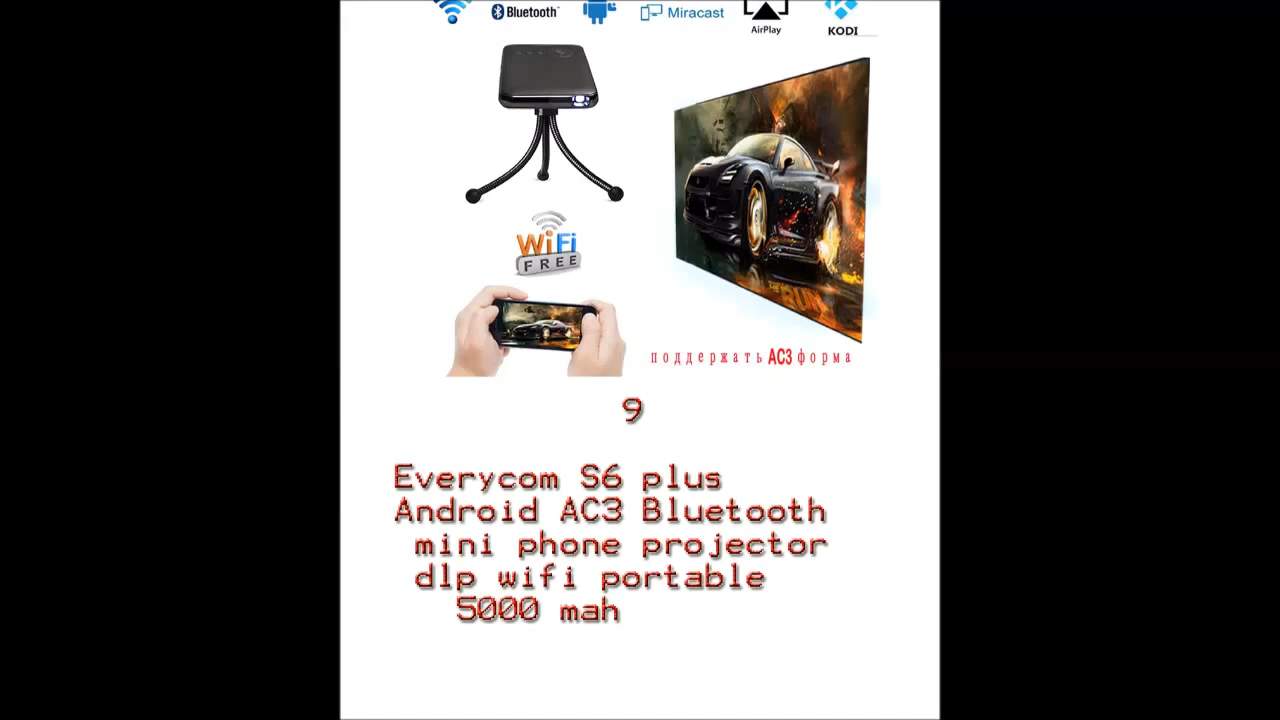 Bluetooth
Miracast
AirPlay
KODI
WiFi
FREE
поддержать AC3 форма
9
Everycom S6 plus
Android AC3 Bluetooth
mini phone projector
dlp wifi portable
5000 mah